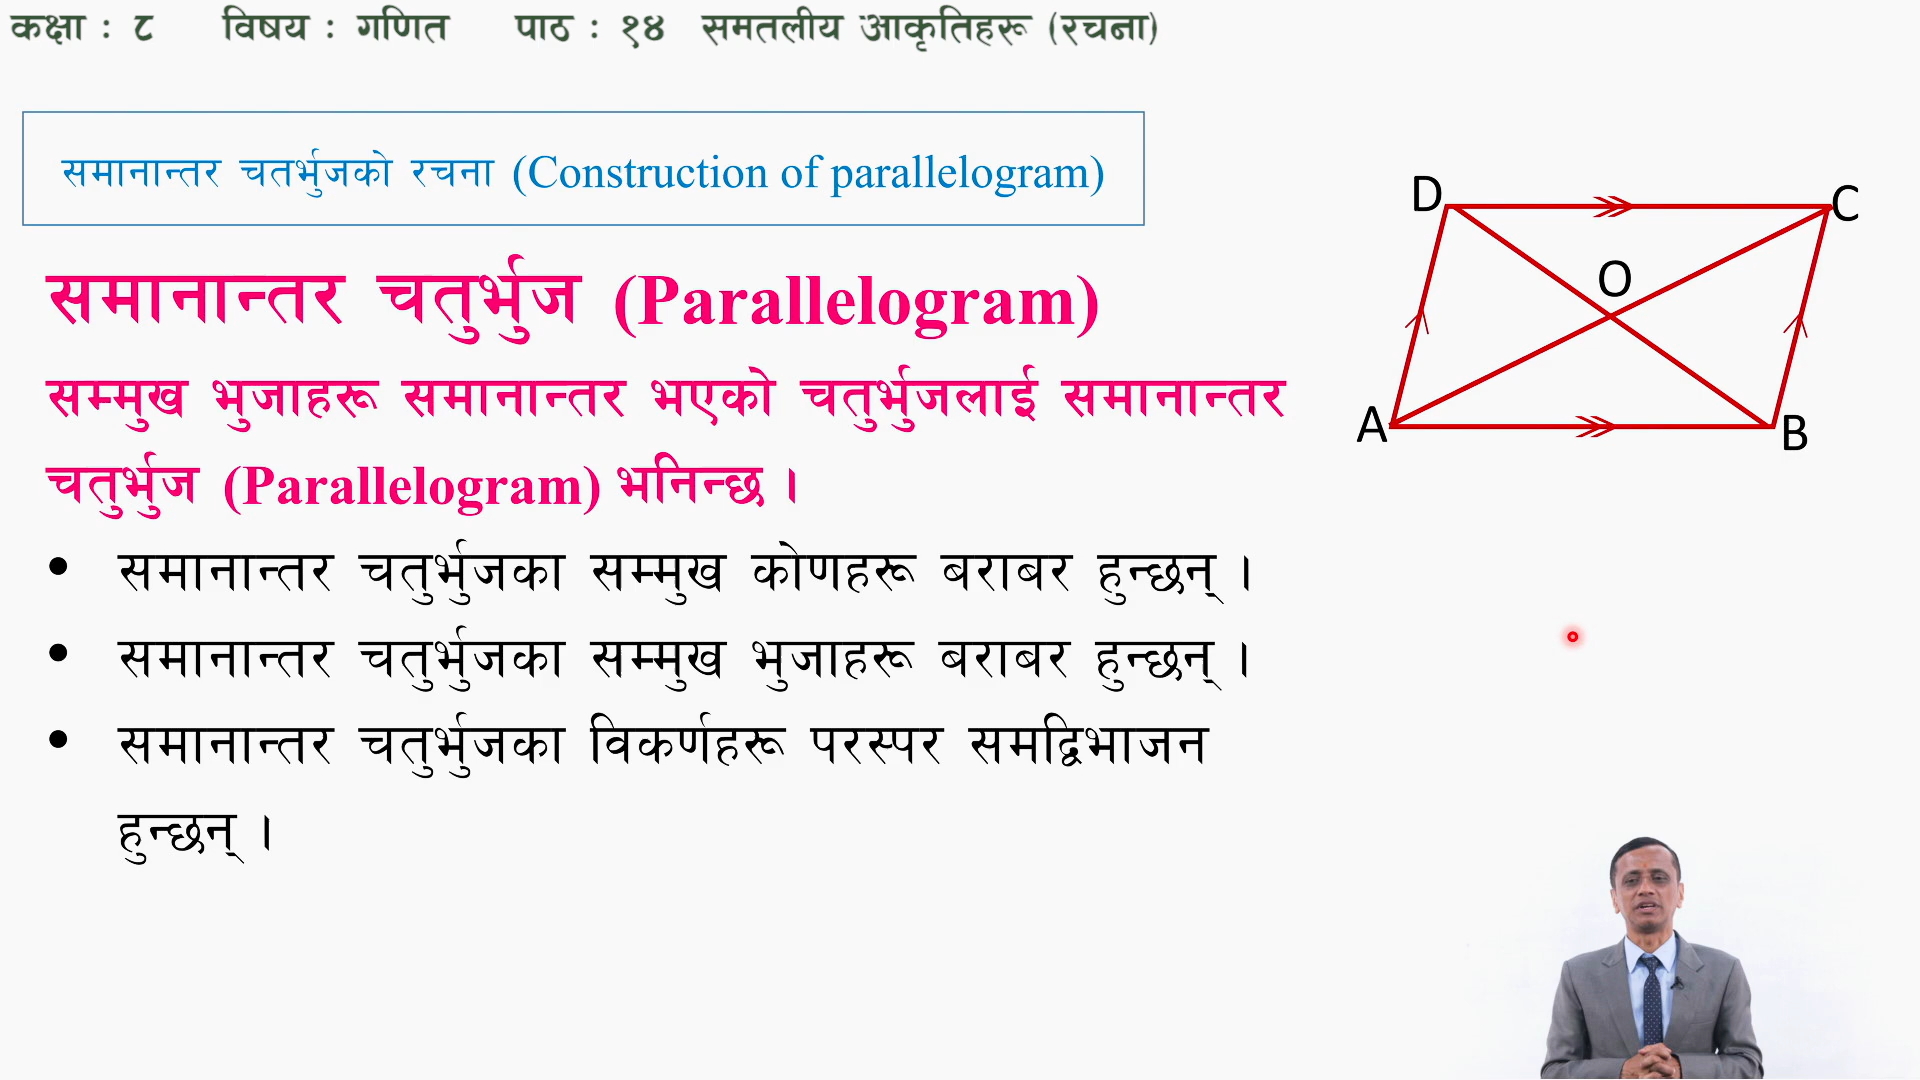 कक्षा : ८ विषय : गणित पाठ : १४ समतलीय आकृतिहरू (रचना)
समानान्तर चतर्भुजको रचना (Construction of parallelogram)
समानान्तर चतुर्भुज (Parallelogram)
सम्मुख भुजाहरू समानान्तर भएको चतुर्भुजलाई समानान्तर
चतुर्भुज (Parallelogram) भनिन्छ ।
• समानान्तर चतुर्भुजका सम्मुख कोणहरू बराबर हुन्छन् ।
• समानान्तर चतुर्भुजका सम्मुख भुजाहरू बराबर हुन्छन् ।
• समानान्तर चतुर्भुजका विकर्णहरू परस्पर समद्विभाजन
हुन्छन् ।
D C
O
A B